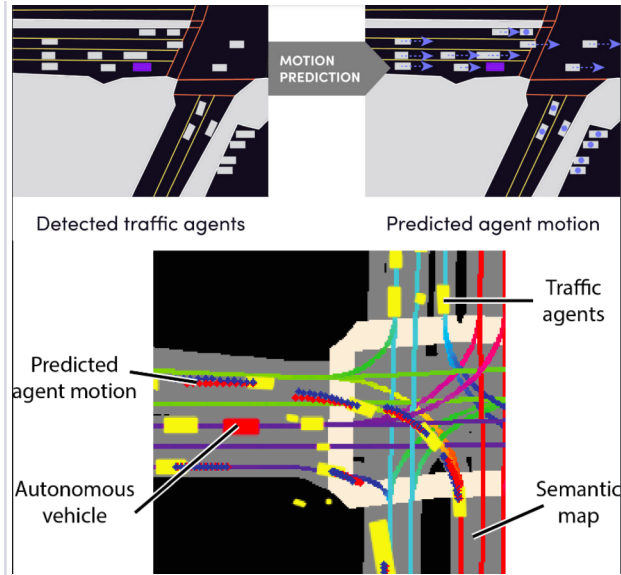 MOTION
PREDICTION
Detected traffic agents
Predicted agent motion
Traffic
agents
Predicted
agent motion
Autonomous
vehicle
Semantic
map